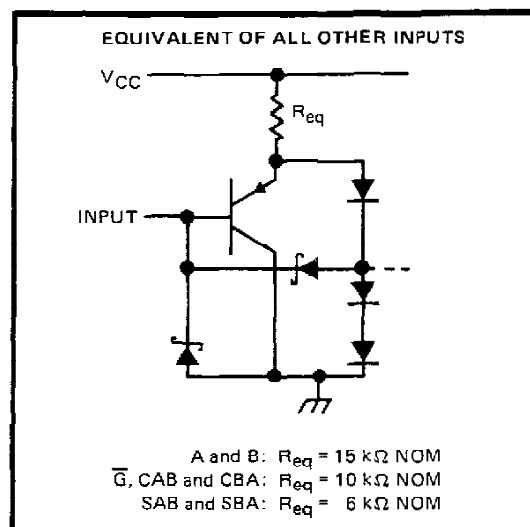 EQUIVALENT OF ALL OTHER INPUTS
VCC
Req
INPUT
A and B: Req = 15 kΩ NOM
G̅, CAB and CBA: Req = 10 kΩ NOM
SAB and SBA: Req = 6 kΩ NOM